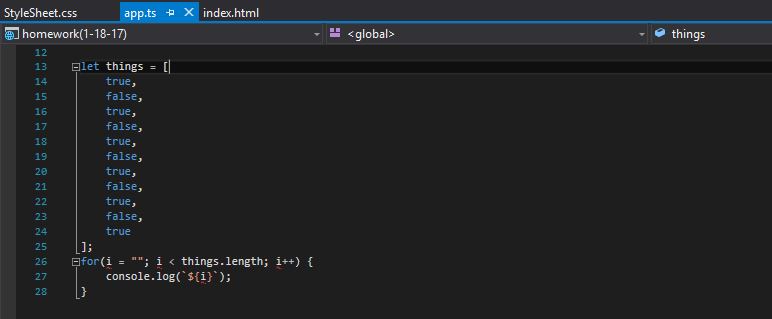 StyleSheet.css app.ts index.html
homework(1-18-17) <global> things
12
13 let things = [
14 true,
15 false,
16 true,
17 false,
18 true,
19 false,
20 true,
21 false,
22 true,
23 false,
24 true
25 ];
26 for(i = ""; i < things.length; i++) {
27 console.log(`${i}`);
28 }